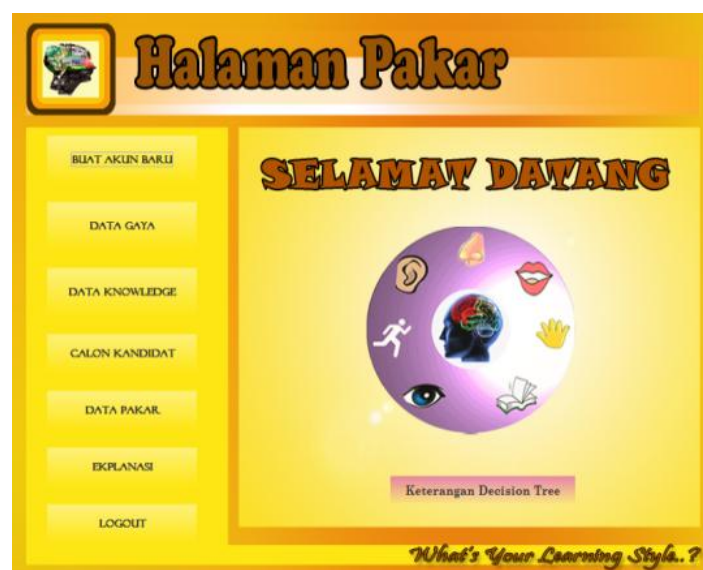 Halaman Pakar
BUAT AKUN BARU
DATA GAYA
DATA KNOWLEDGE
CALON KANDIDAT
DATA PAKAR
EKPLANASI
LOGOUT
SELAMAT DATANG
Keterangan Decision Tree
What's Your Learning Style..?